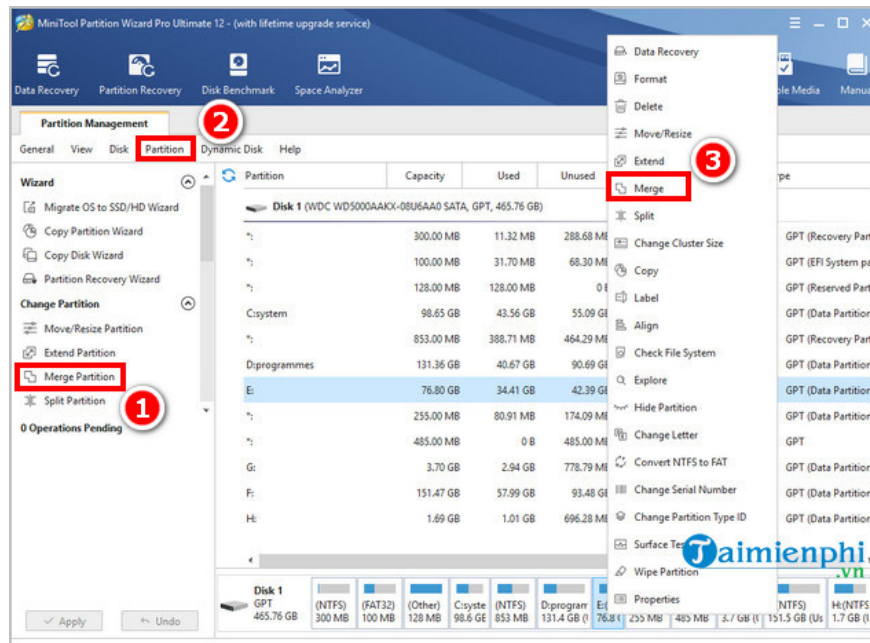 MiniTool Partition Wizard Pro Ultimate 12 - (with lifetime upgrade service)
Data Recovery Partition Recovery Disk Benchmark Space Analyzer Media Manu
Partition Management
2
General View Disk Partition Dynamic Disk Help
Wizard
Migrate OS to SSD/HD Wizard
Copy Partition Wizard
Copy Disk Wizard
Partition Recovery Wizard
Change Partition
Move/Resize Partition
Extend Partition
Merge Partition
Split Partition
1
0 Operations Pending
Apply Undo
Partition Capacity Used Unused
Disk 1 (WDC WD5000AAKX-08U6AA0 SATA, GPT, 465.76 GB)
*: 300.00 MB 11.32 MB 288.68 M GPT (Recovery Part
*: 100.00 MB 31.70 MB 68.30 M GPT (EFI System pa
*: 128.00 MB 128.00 MB 0 GPT (Reserved Part
C:system 98.65 GB 43.56 GB 55.09 G GPT (Data Partition
*: 853.00 MB 388.71 MB 464.29 M GPT (Recovery Part
D:programmes 131.36 GB 40.67 GB 90.69 G GPT (Data Partition
E: 76.80 GB 34.41 GB 42.39 G GPT (Data Partition
*: 255.00 MB 80.91 MB 174.09 M GPT (Data Partition
*: 485.00 MB 0 B 485.00 M GPT
G: 3.70 GB 2.94 GB 778.79 M GPT (Data Partition
F: 151.47 GB 57.99 GB 93.48 G GPT (Data Partition
H: 1.69 GB 1.01 GB 696.28 M GPT (Data Partition
Data Recovery
Format
Delete
Move/Resize
Extend
3
Merge
Split
Change Cluster Size
Copy
Label
Align
Check File System
Explore
Hide Partition
Change Letter
Convert NTFS to FAT
Change Serial Number
Change Partition Type ID
Surface Te
Wipe Partition
Properties
Taimienphi
.vn
Disk 1
GPT
465.76 GB
(NTFS) (FAT32) (Other) C:syste (NTFS) D:program E:( NTFS) H:(NTFS
300 MB 100 MB 128 MB 98.6 GE 853 MB 131.4 GB ( 76.8 255 MB 485 MB 3.7 GB ( 151.5 GB (Us 1.7 GB (